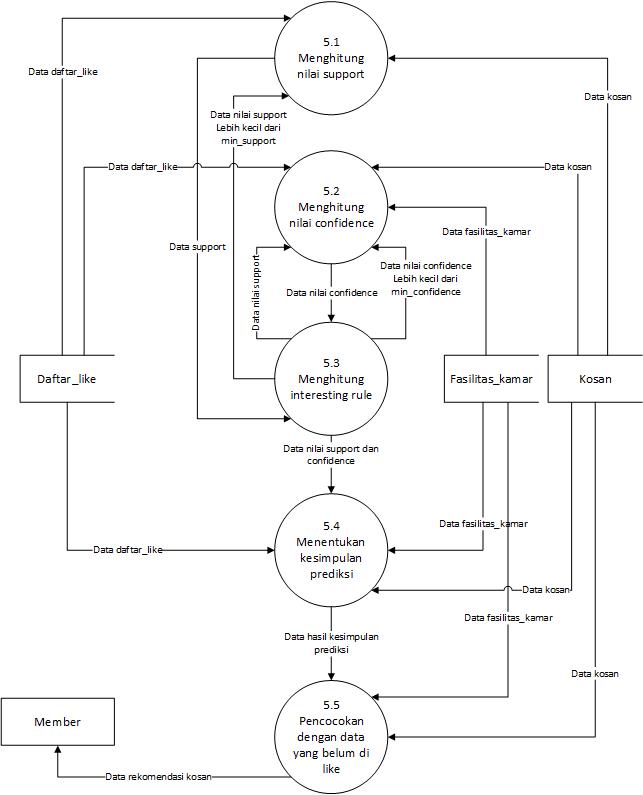 5.1
Menghitung
nilai support
Data daftar_like
Data kosan
Data nilai support
Lebih kecil dari
min_support
5.2
Menghitung
nilai confidence
Data daftar_like
Data kosan
Data fasilitas_kamar
Data support
Data nilai support
Data nilai confidence
Data nilai confidence
Lebih kecil dari
min_confidence
5.3
Menghitung
interesting rule
Daftar_like
Fasilitas_kamar
Kosan
Data nilai support dan
confidence
5.4
Menentukan
kesimpulan
prediksi
Data daftar_like
Data fasilitas_kamar
Data kosan
Data fasilitas_kamar
Data hasil kesimpulan
prediksi
Data kosan
5.5
Pencocokan
dengan data
yang belum di
like
Member
Data rekomendasi kosan